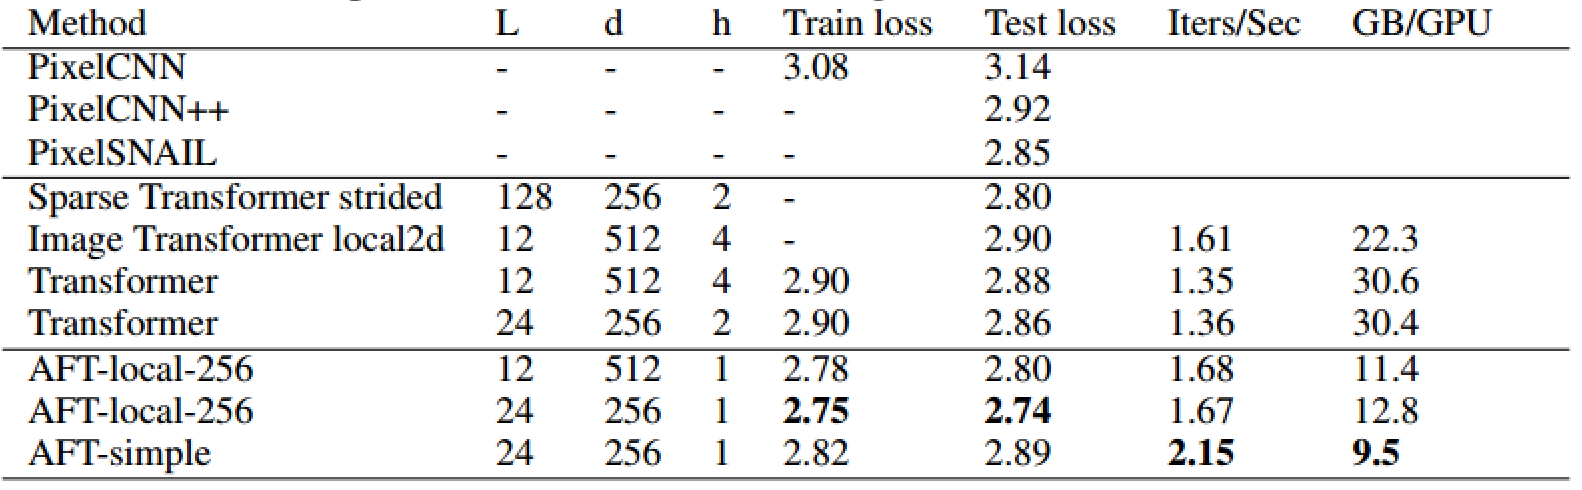 Method L d h Train loss Test loss Iters/Sec GB/GPU
PixelCNN - - - 3.08 3.14
PixelCNN++ - - - - 2.92
PixelSNAIL - - - - 2.85
Sparse Transformer strided 128 256 2 - 2.80
Image Transformer local2d 12 512 4 - 2.90 1.61 22.3
Transformer 12 512 4 2.90 2.88 1.35 30.6
Transformer 24 256 2 2.90 2.86 1.36 30.4
AFT-local-256 12 512 1 2.78 2.80 1.68 11.4
AFT-local-256 24 256 1 2.75 2.74 1.67 12.8
AFT-simple 24 256 1 2.82 2.89 2.15 9.5